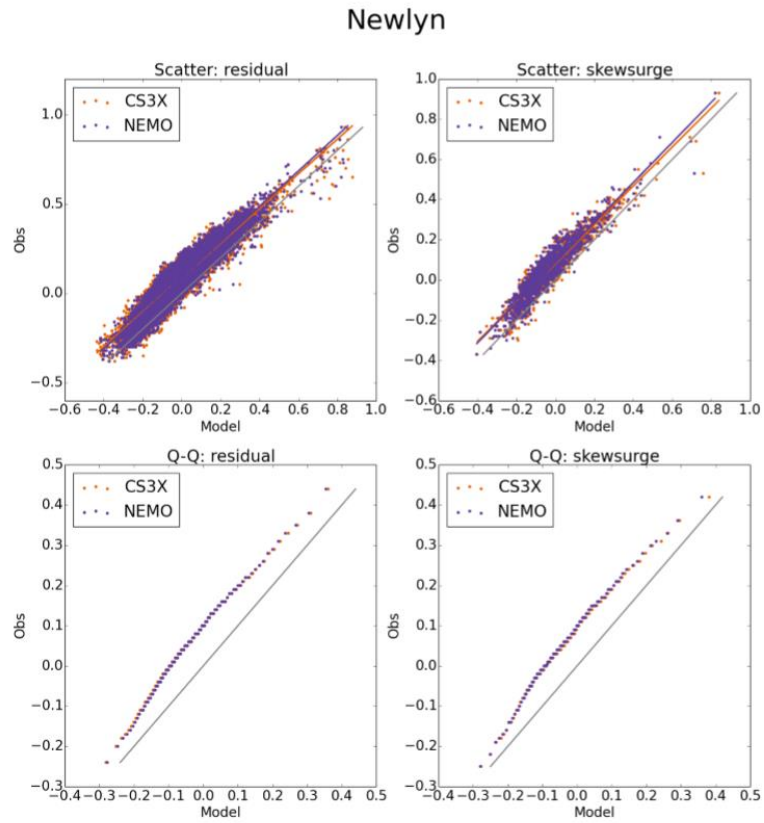 Newlyn
Scatter: residual
CS3X
NEMO
1.0
0.5
0.0
−0.5
Obs
−0.6 −0.4 −0.2 0.0 0.2 0.4 0.6 0.8 1.0
Model
Scatter: skewsurge
CS3X
NEMO
1.0
0.8
0.6
0.4
0.2
0.0
−0.2
−0.4
−0.6
Obs
−0.6 −0.4 −0.2 0.0 0.2 0.4 0.6 0.8 1.0
Model
Q-Q: residual
CS3X
NEMO
0.5
0.4
0.3
0.2
0.1
0.0
−0.1
−0.2
−0.3
Obs
−0.4 −0.3 −0.2 −0.1 0.0 0.1 0.2 0.3 0.4 0.5
Model
Q-Q: skewsurge
CS3X
NEMO
0.5
0.4
0.3
0.2
0.1
0.0
−0.1
−0.2
−0.3
Obs
−0.4 −0.3 −0.2 −0.1 0.0 0.1 0.2 0.3 0.4 0.5
Model